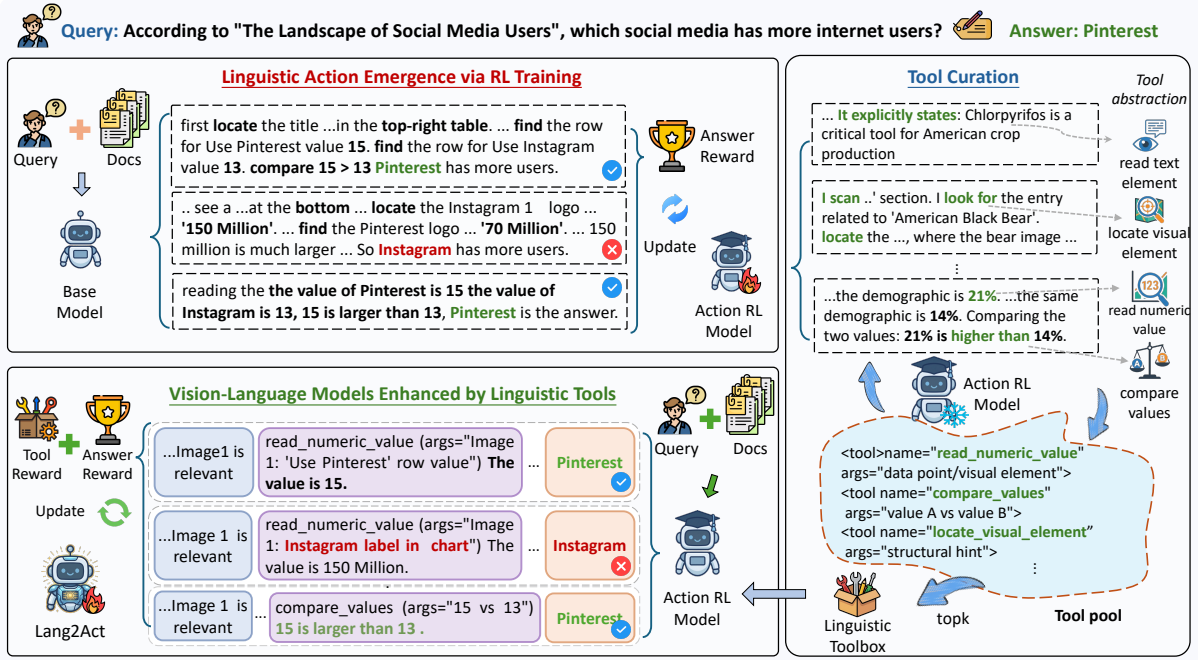 Query: According to "The Landscape of Social Media Users", which social media has more internet users?
Answer: Pinterest
Linguistic Action Emergence via RL Training
Query
Docs
Base
Model
first locate the title ...in the top-right table. ... find the row
for Use Pinterest value 15. find the row for Use Instagram
value 13. compare 15 > 13 Pinterest has more users.
.. see a ...at the bottom ... locate the Instagram 1 logo ...
'150 Million'. ... find the Pinterest logo ... '70 Million'. ... 150
million is much larger ... So Instagram has more users.
reading the the value of Pinterest is 15 the value of
Instagram is 13, 15 is larger than 13, Pinterest is the answer.
Answer
Reward
Update
Action RL
Model
Vision-Language Models Enhanced by Linguistic Tools
Tool
Reward
Answer
Reward
Update
Lang2Act
...Image1 is
relevant
read_numeric_value (args="Image
1: 'Use Pinterest' row value") The
value is 15.
...
Pinterest
...Image 1 is
relevant
read_numeric_value (args="Image
1: Instagram label in chart") The
value is 150 Million.
...
Instagram
...Image 1 is
relevant
...
compare_values (args="15 vs 13")
15 is larger than 13 .
Pinterest
Query
Docs
Action RL
Model
Tool Curation
Tool
abstraction
... It explicitly states: Chlorpyrifos is a
critical tool for American crop
production
read text
element
I scan ..' section. I look for the entry
related to 'American Black Bear'.
locate the ..., where the bear image ...
locate visual
element
...the demographic is 21%. ...the same
demographic is 14%. Comparing the
two values: 21% is higher than 14%.
123
read numeric
value
A
B
compare
values
Action RL
Model
<tool>name="read_numeric_value"
args="data point/visual element">
<tool name="compare_values"
args="value A vs value B">
<tool name="locate_visual_element"
args="structural hint">
Tool pool
topk
Linguistic
Toolbox